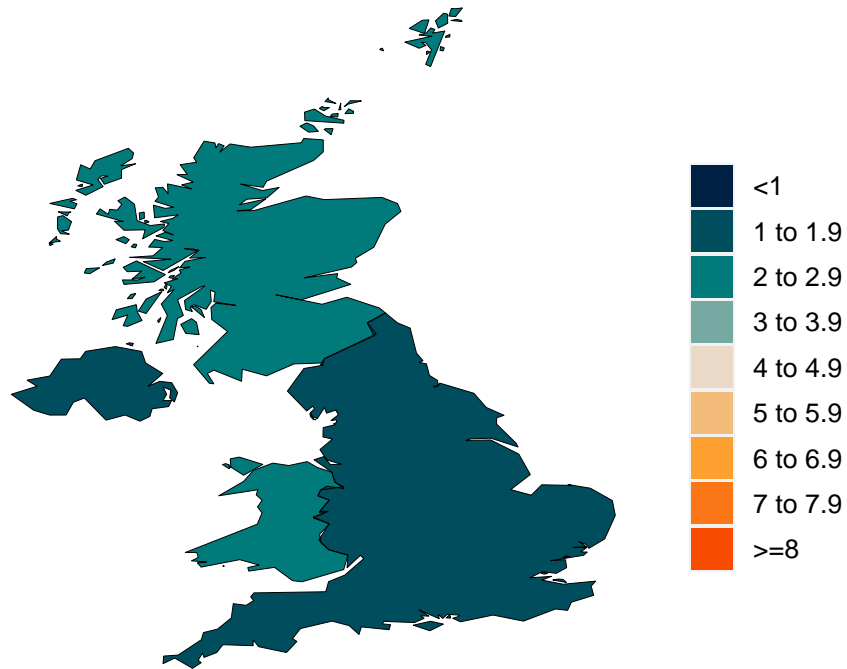 <1
1 to 1.9
2 to 2.9
3 to 3.9
4 to 4.9
5 to 5.9
6 to 6.9
7 to 7.9
>=8